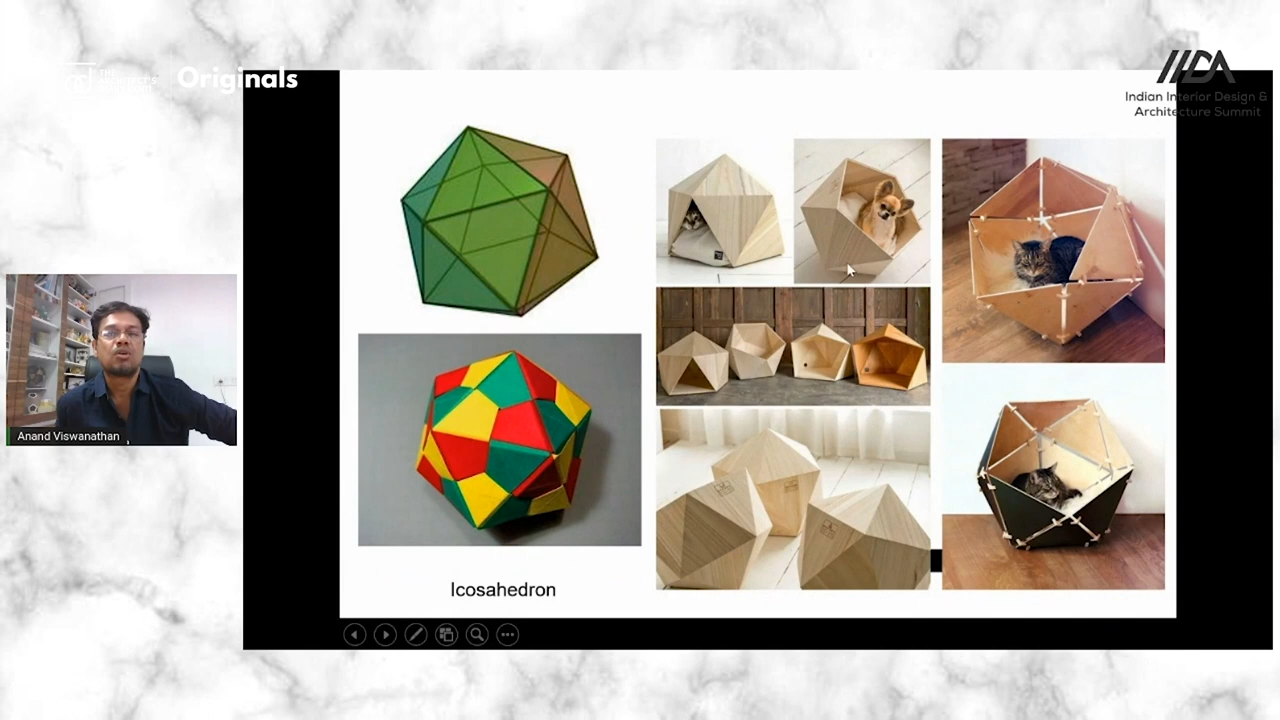 Originals
IIDA
Indian Interior Design &
Architecture Summit
Anand Viswanathan
Icosahedron